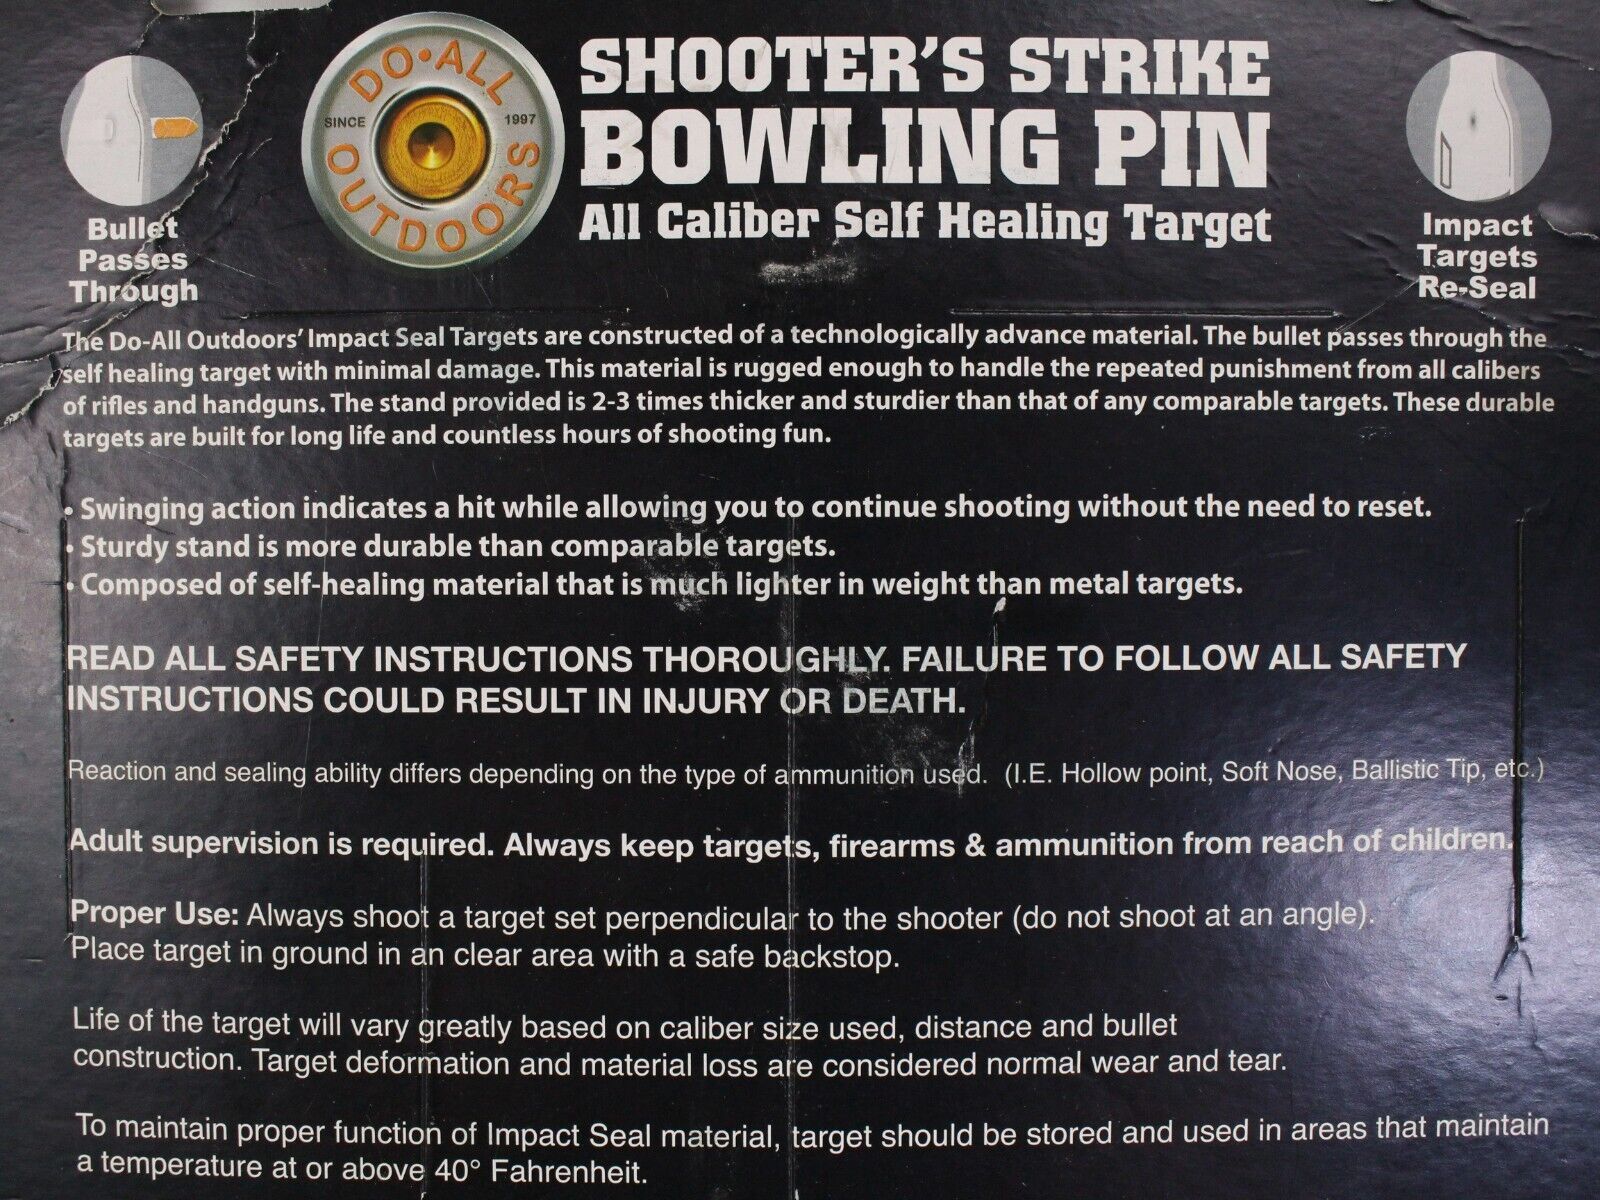 DO•ALL
SINCE 1997
OUTDOORS
SHOOTER'S STRIKE
BOWLING PIN
All Caliber Self Healing Target
Bullet
Passes
Through
Impact
Targets
Re-Seal
The Do-All Outdoors' Impact Seal Targets are constructed of a technologically advance material. The bullet passes through the
self healing target with minimal damage. This material is rugged enough to handle the repeated punishment from all calibers
of rifles and handguns. The stand provided is 2-3 times thicker and sturdier than that of any comparable targets. These durable
targets are built for long life and countless hours of shooting fun.
• Swinging action indicates a hit while allowing you to continue shooting without the need to reset.
• Sturdy stand is more durable than comparable targets.
• Composed of self-healing material that is much lighter in weight than metal targets.
READ ALL SAFETY INSTRUCTIONS THOROUGHLY. FAILURE TO FOLLOW ALL SAFETY
INSTRUCTIONS COULD RESULT IN INJURY OR DEATH.
Reaction and sealing ability differs depending on the type of ammunition used. (I.E. Hollow point, Soft Nose, Ballistic Tip, etc.)
Adult supervision is required. Always keep targets, firearms & ammunition from reach of children.
Proper Use: Always shoot a target set perpendicular to the shooter (do not shoot at an angle).
Place target in ground in an clear area with a safe backstop.
Life of the target will vary greatly based on caliber size used, distance and bullet
construction. Target deformation and material loss are considered normal wear and tear.
To maintain proper function of Impact Seal material, target should be stored and used in areas that maintain
a temperature at or above 40° Fahrenheit.